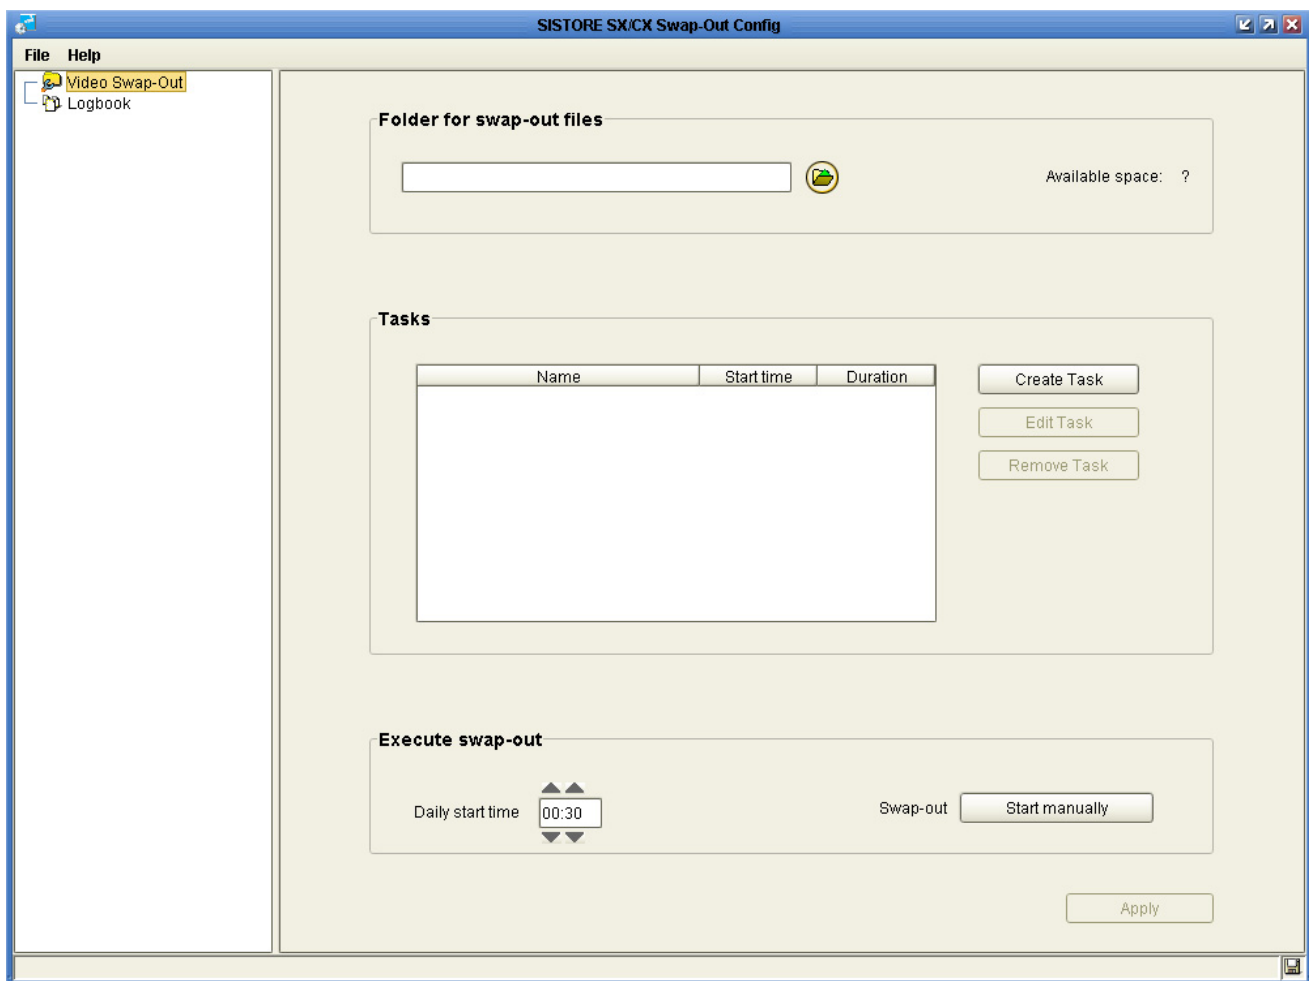 SISTORE SX/CX Swap-Out Config
File Help
Video Swap-Out
Logbook
Folder for swap-out files
Available space: ?
Tasks
Name Start time Duration
Create Task
Edit Task
Remove Task
Execute swap-out
Daily start time 00:30 Swap-out Start manually
Apply